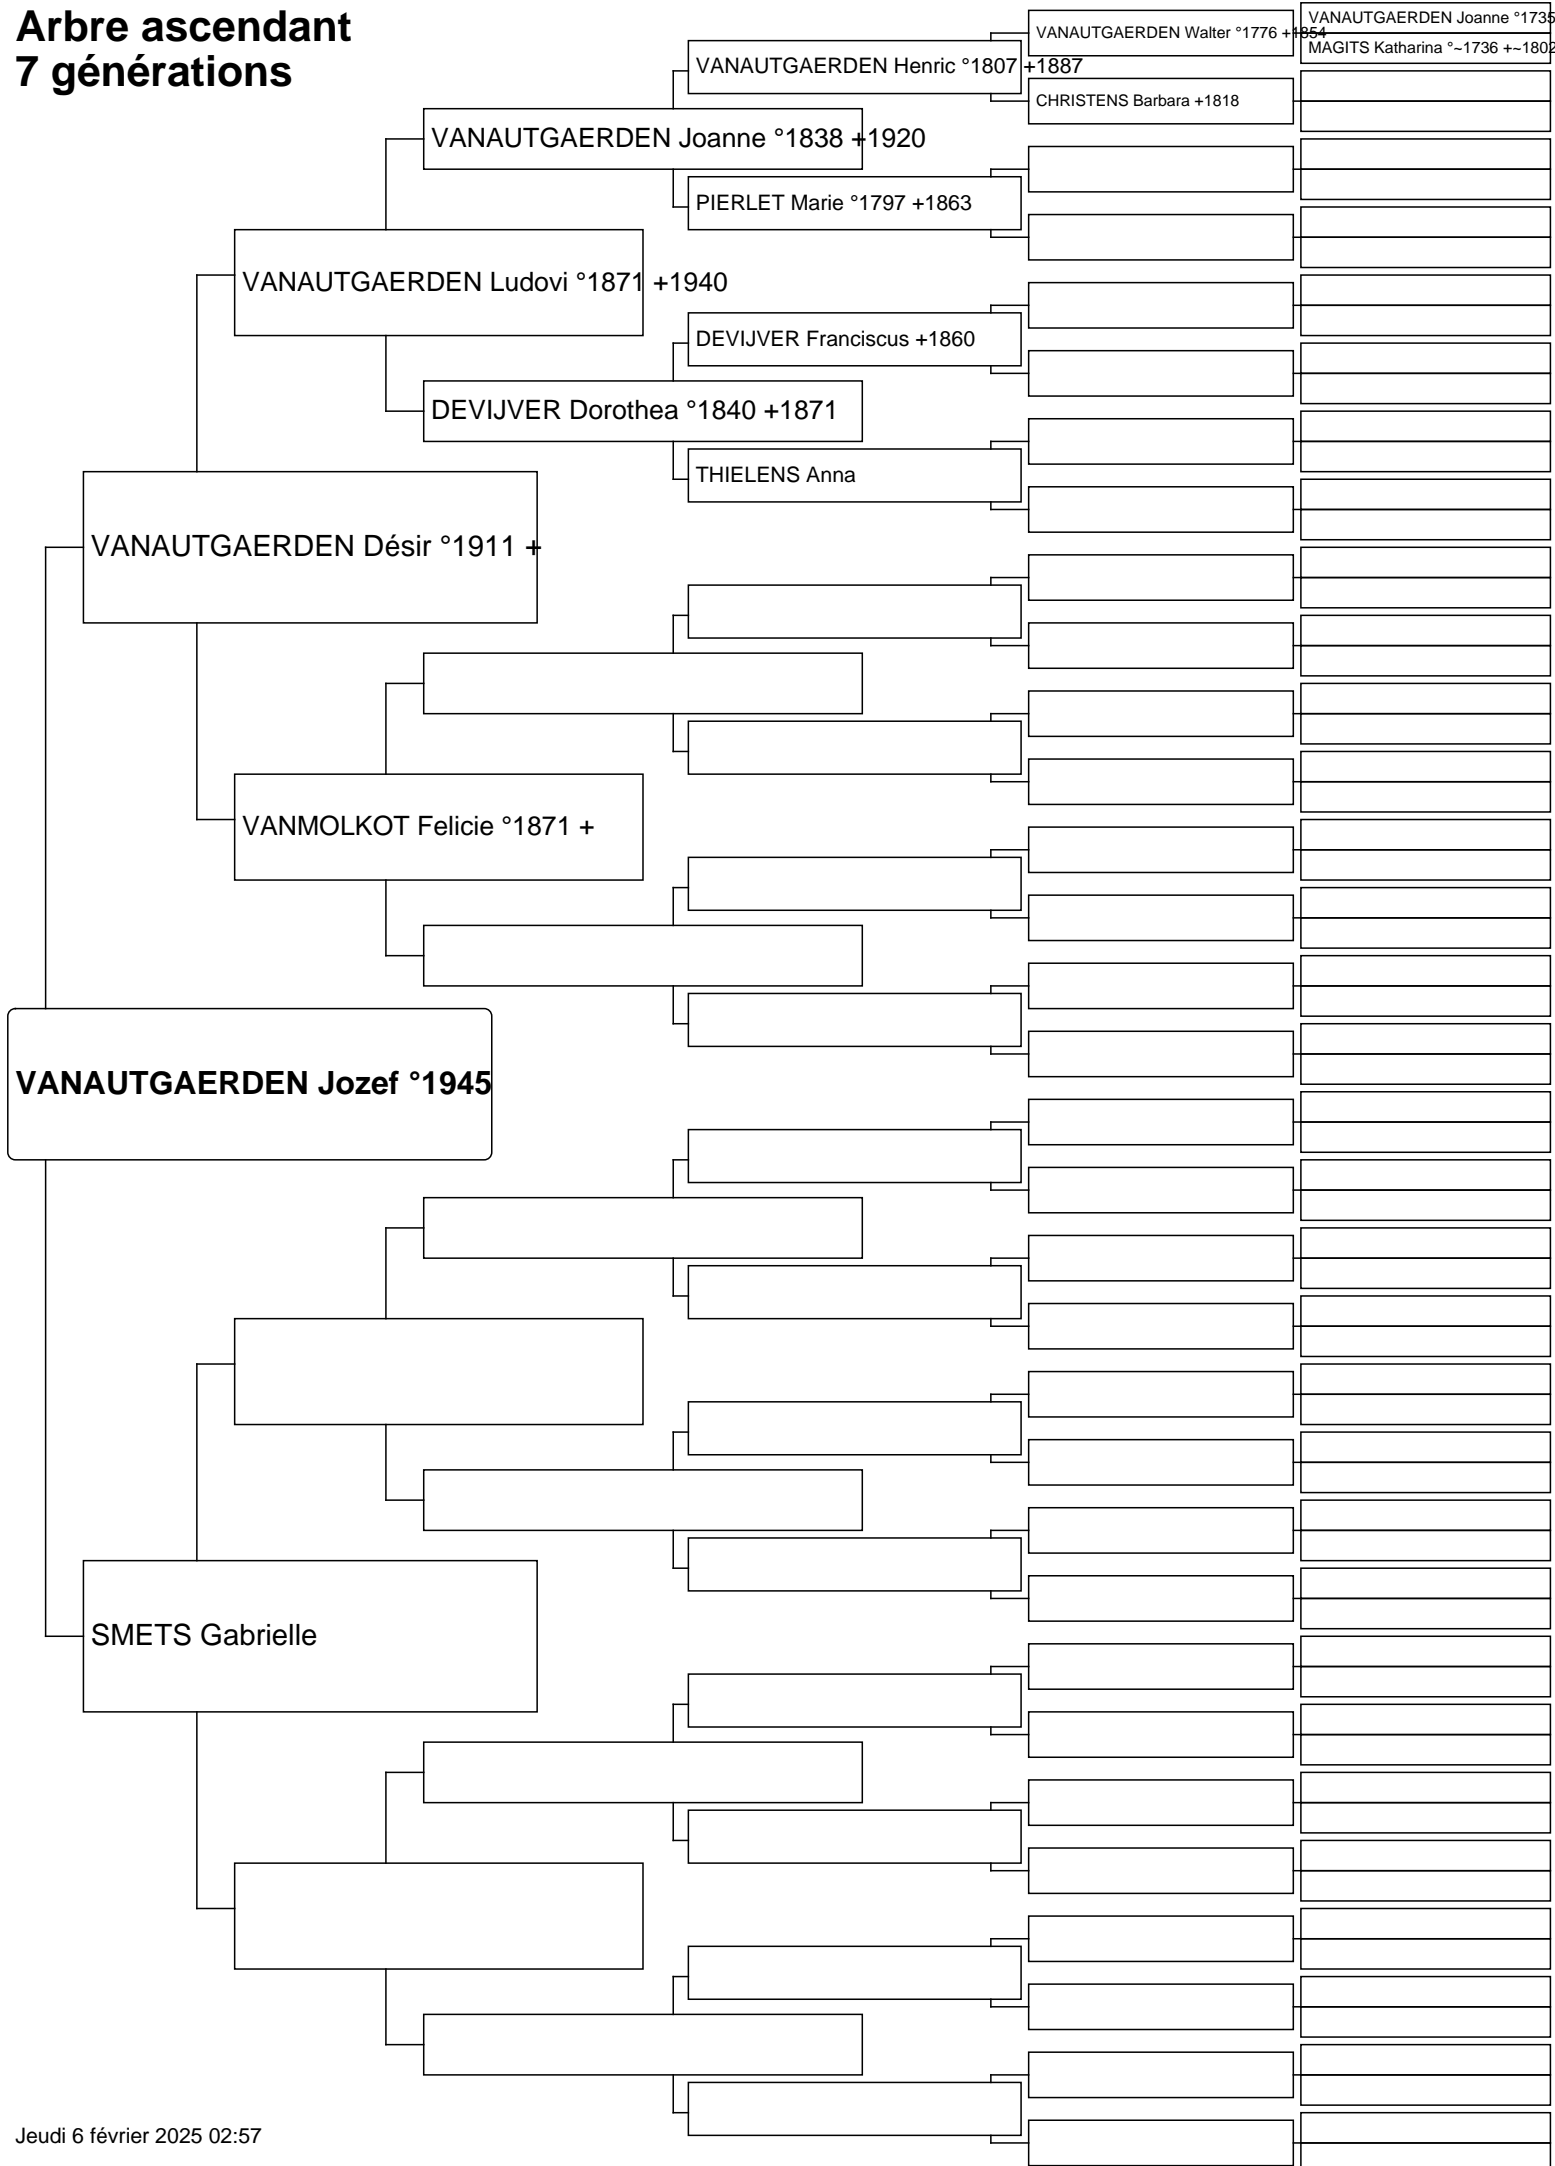 Arbre ascendant
7 générations
VANAUTGAERDEN Joanne °1735
VANAUTGAERDEN Walter °1776 +1854
MAGITS Katharina °~1736 +~1802
VANAUTGAERDEN Henric °1807 +1887
CHRISTENS Barbara +1818
VANAUTGAERDEN Joanne °1838 +1920
PIERLET Marie °1797 +1863
VANAUTGAERDEN Ludovi °1871 +1940
DEVIJVER Franciscus +1860
DEVIJVER Dorothea °1840 +1871
THIELENS Anna
VANAUTGAERDEN Désir °1911 +
VANMOLKOT Felicie °1871 +
VANAUTGAERDEN Jozef °1945
SMETS Gabrielle
Jeudi 6 février 2025 02:57